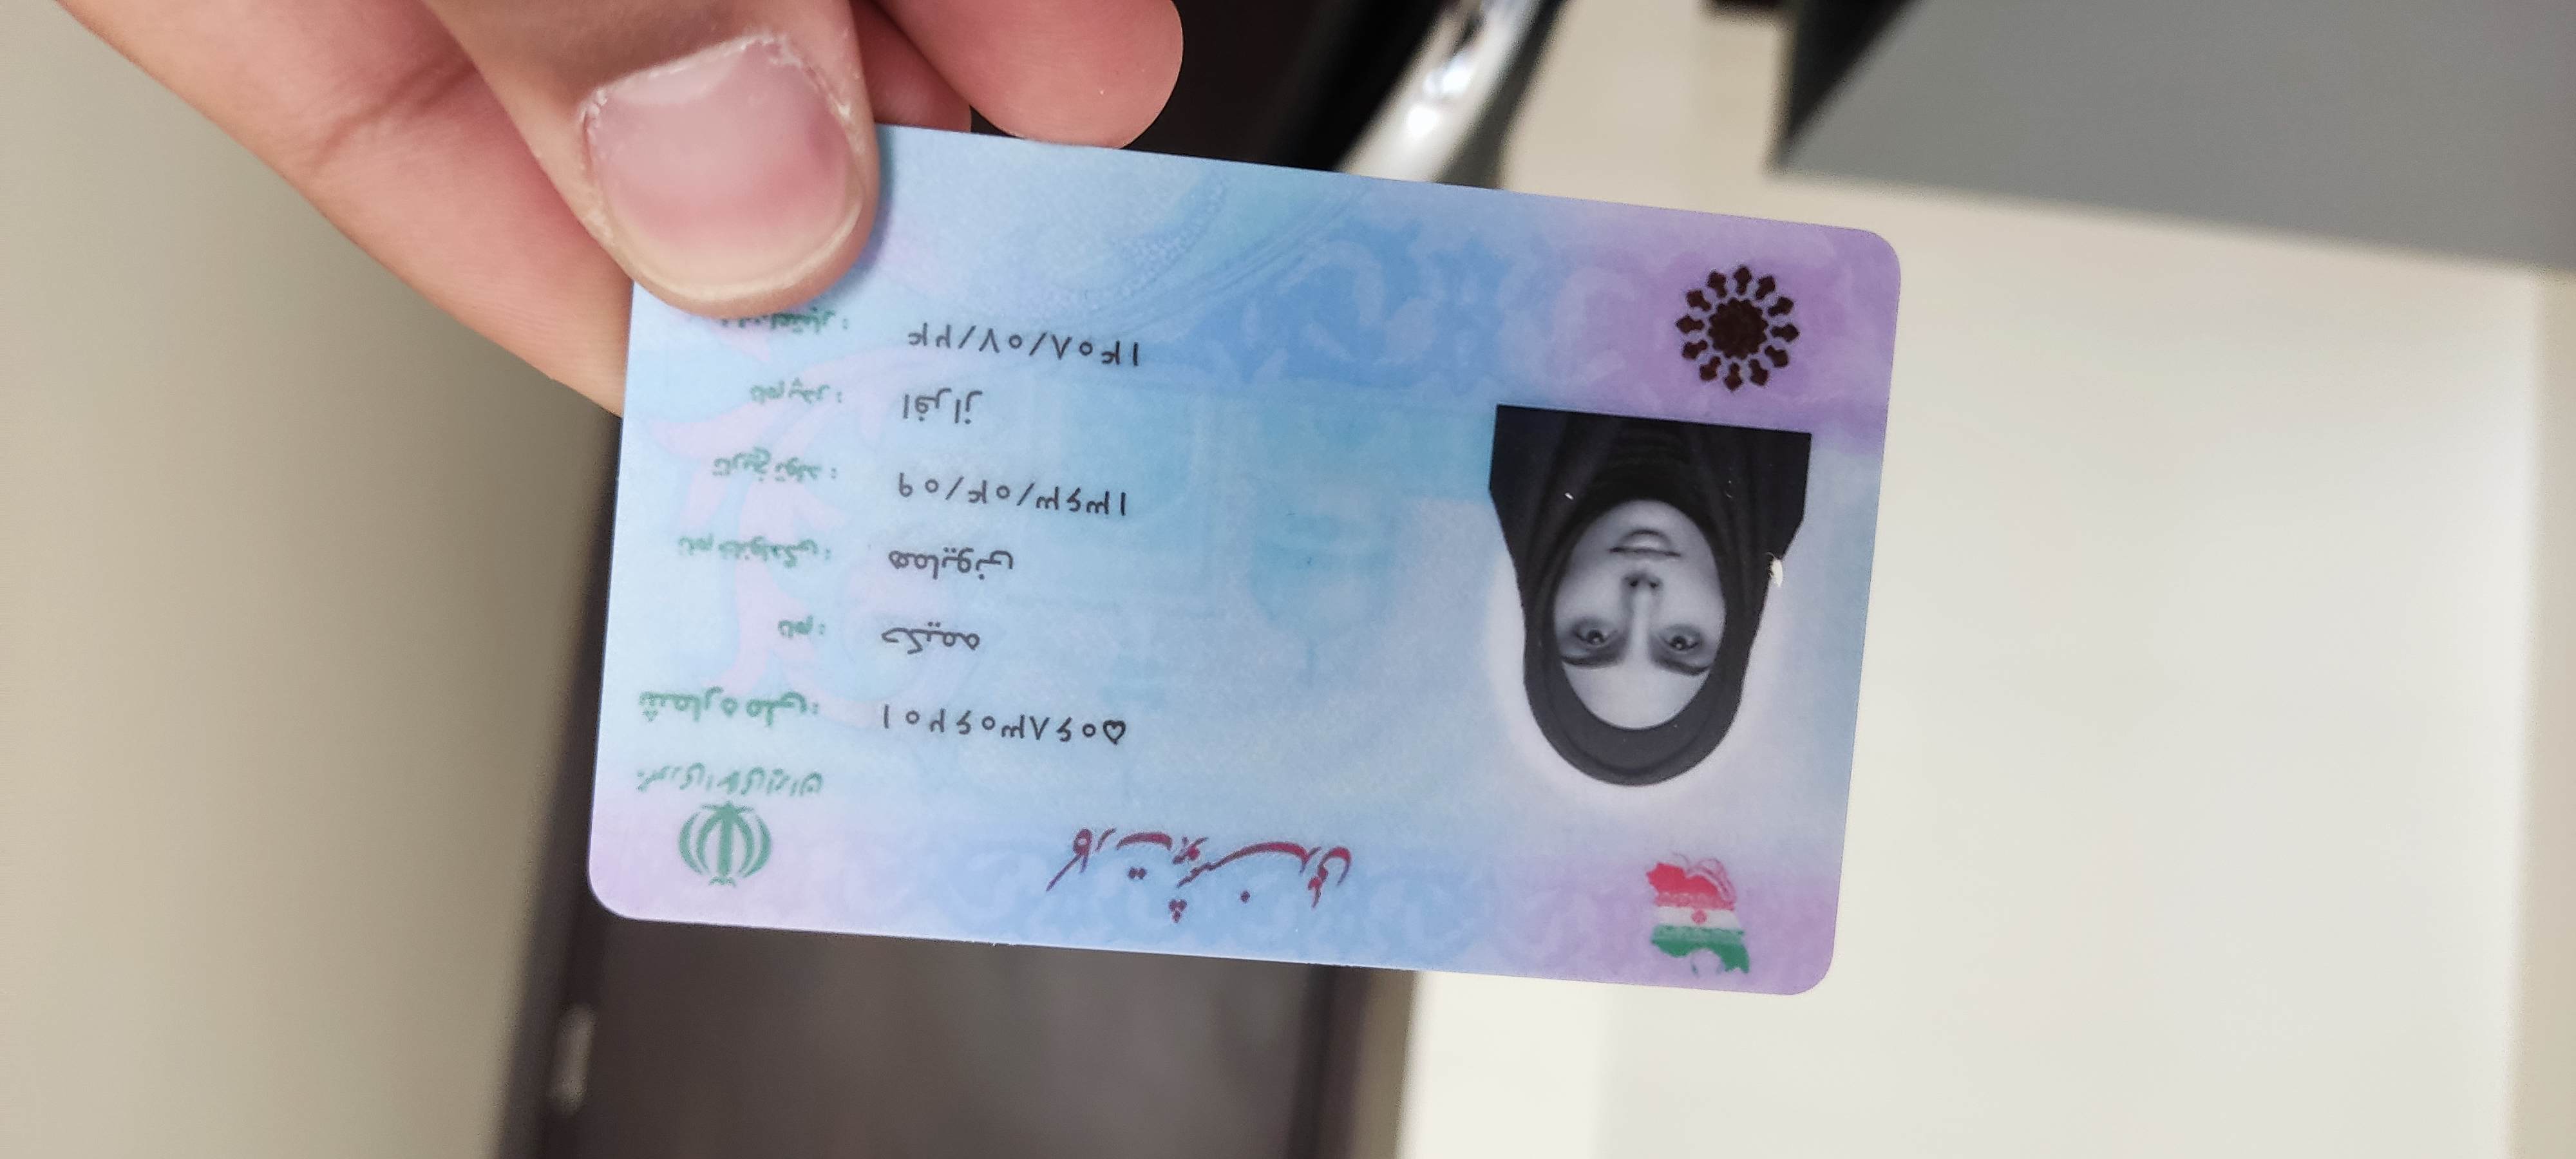 کارت هوشمند ملی
جمهوری اسلامی ایران
شماره ملی: ۵۰۶۸۳۰۶۲۰۱
نام: حکیمه
نام خانوادگی: همایونی
تاریخ تولد: ۱۳۶۳/۰۴/۰۹
نام پدر: افراز
اعتبار: ۱۴۰۸/۰۷/۲۴